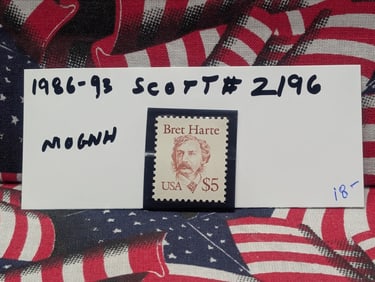 1986-93 SCOTT# 2196
MOGNH
Bret Harte
USA $5
18-